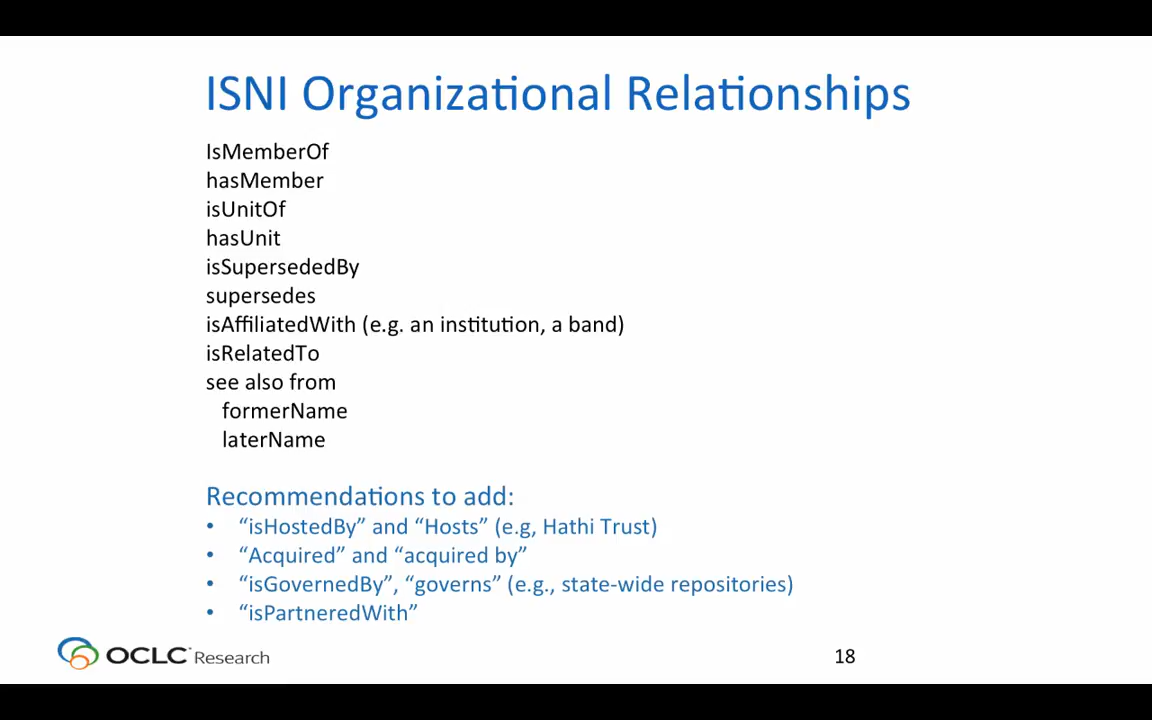 ISNI Organizational Relationships
IsMemberOf
hasMember
isUnitOf
hasUnit
isSupersededBy
supersedes
isAffiliatedWith (e.g. an institution, a band)
isRelatedTo
see also from
formerName
laterName
Recommendations to add:
• “isHostedBy” and “Hosts” (e.g, Hathi Trust)
• “Acquired” and “acquired by”
• “isGovernedBy”, “governs” (e.g., state-wide repositories)
• “isPartneredWith”
OCLC Research
18